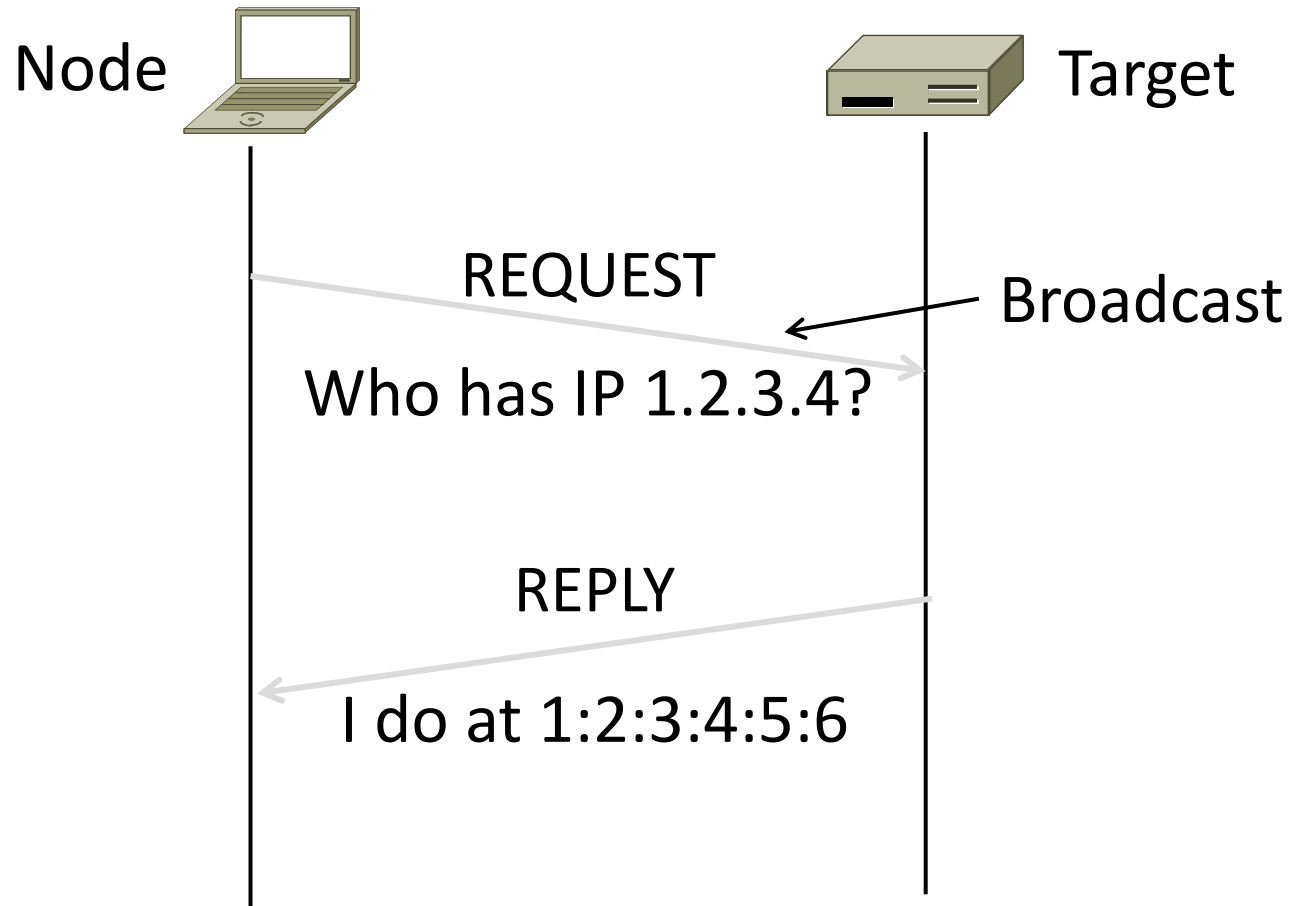 Node
Target
REQUEST
Broadcast
Who has IP 1.2.3.4?
REPLY
I do at 1:2:3:4:5:6